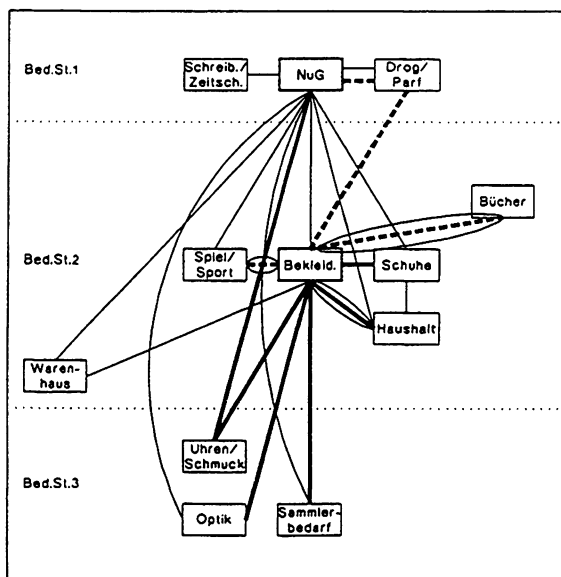 Bed.St.1
Schreib./
Zeitsch.
NuG
Drog/
Parf
Bücher
Bed.St.2
Spiel/
Sport
Bekleid.
Schuhe
Haushalt
Waren-
haus
Uhren/
Schmuck
Bed.St.3
Optik
Sammler-
bedarf